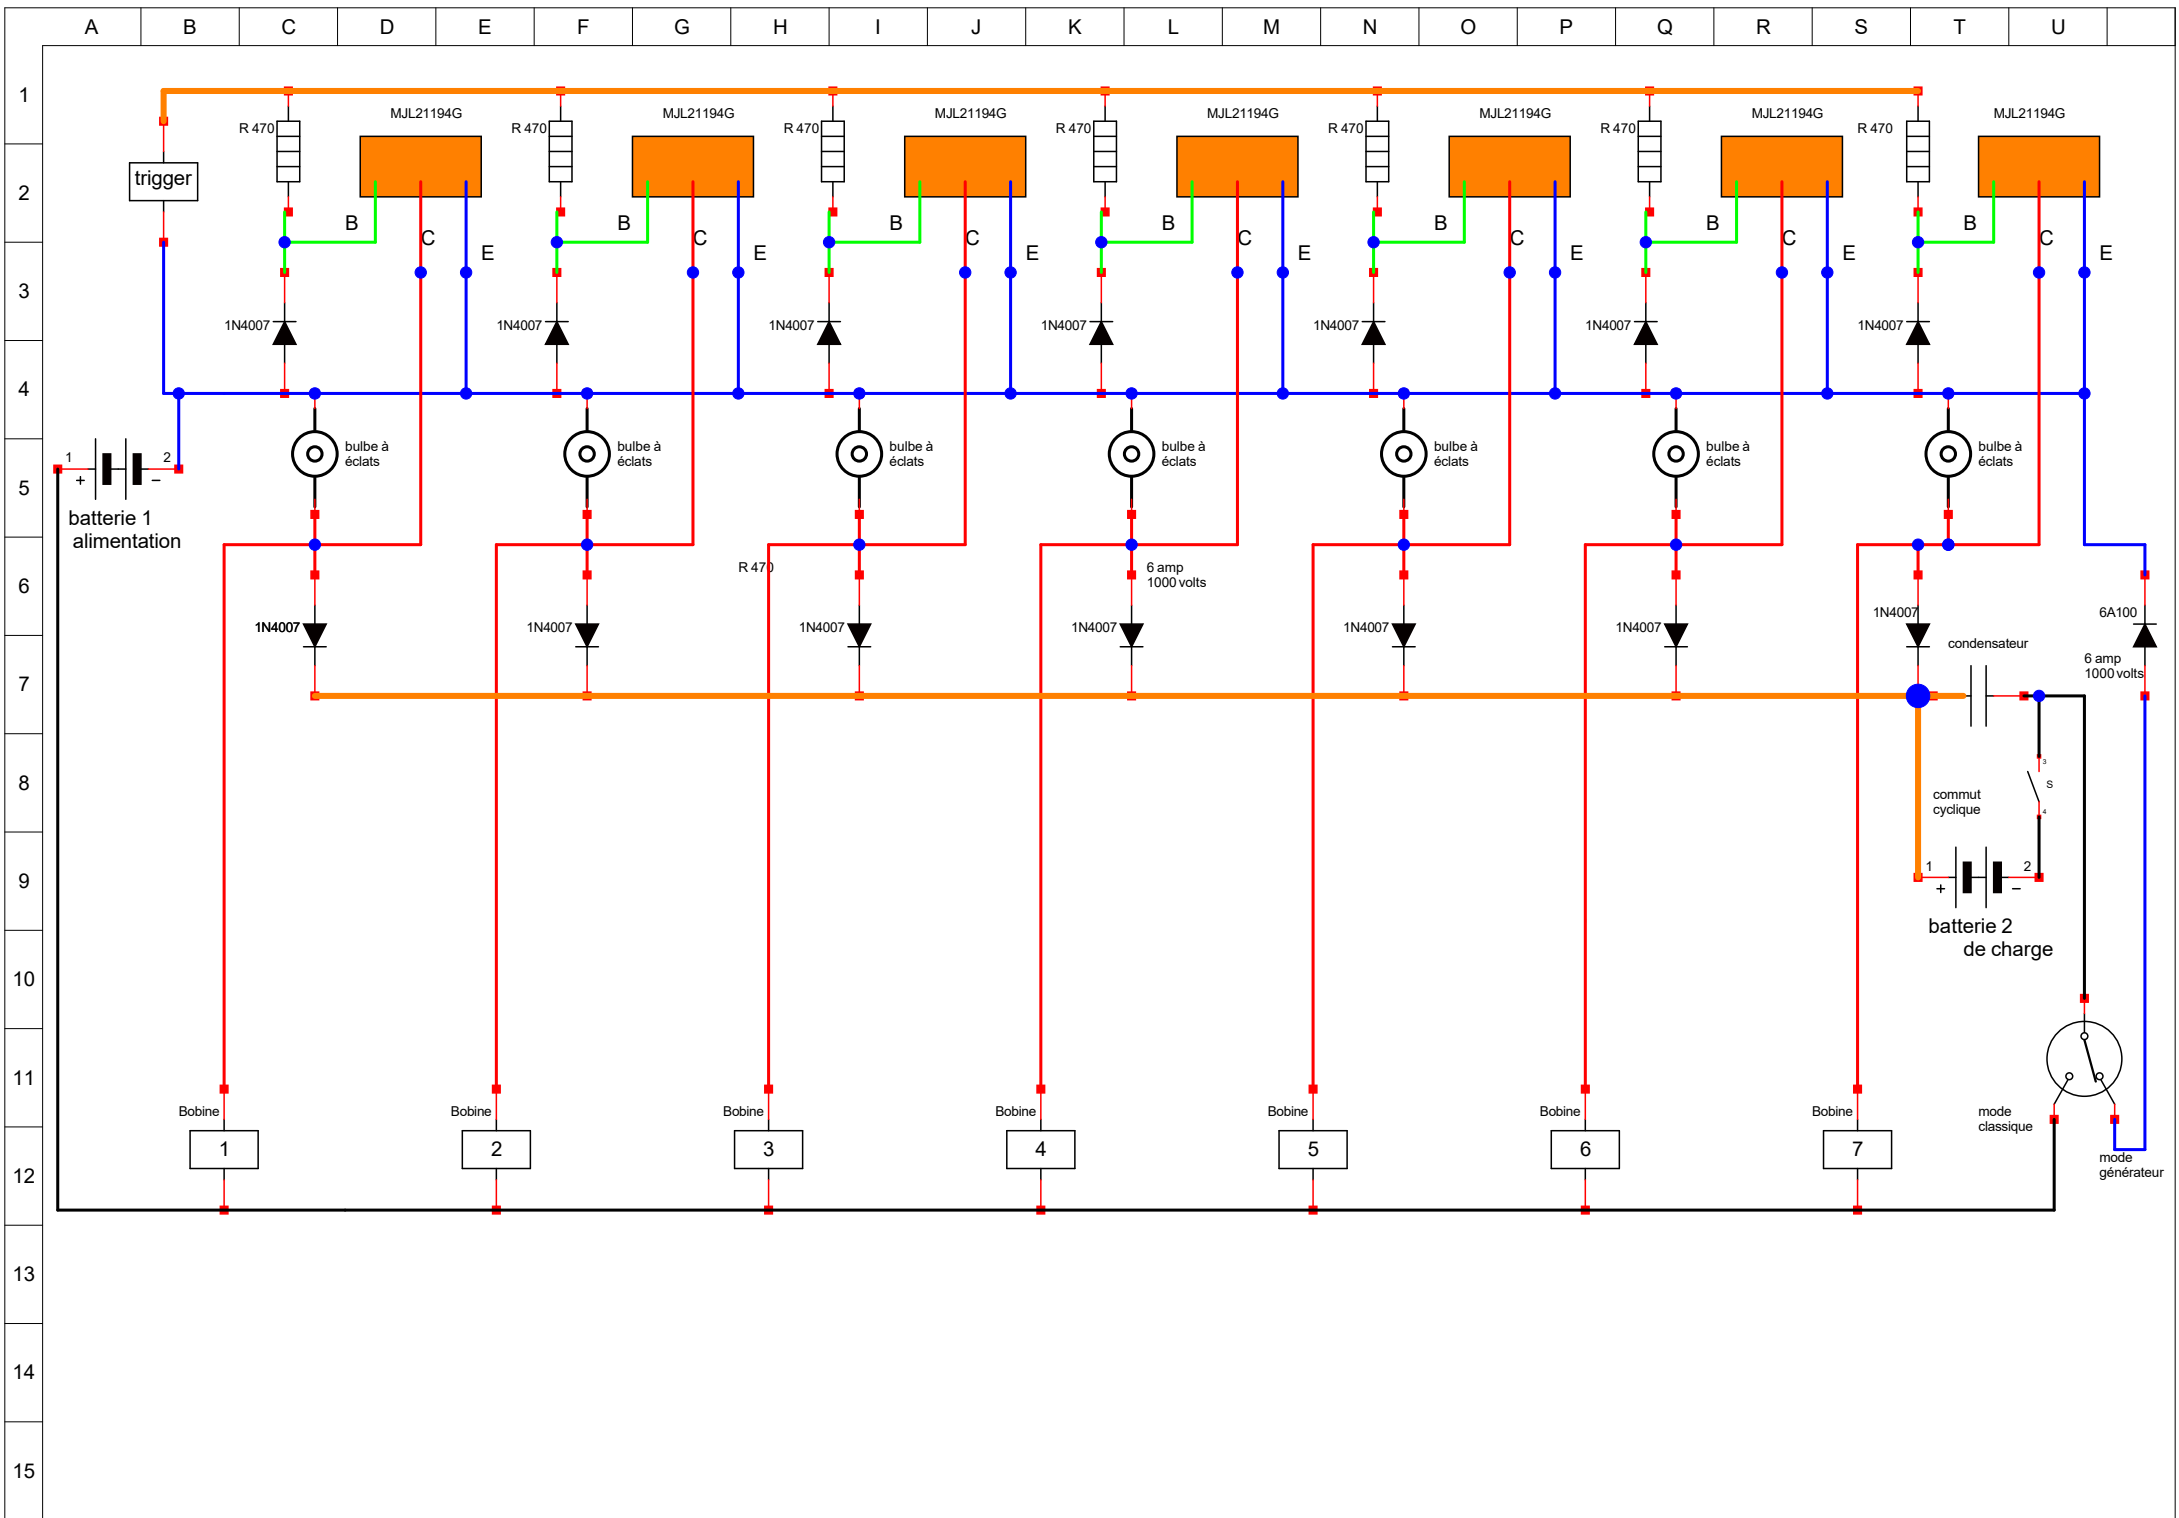 A B C D E F G H I J K L M N O P Q R S T U
1
MJL21194G MJL21194G MJL21194G MJL21194G MJL21194G MJL21194G MJL21194G
R 470 R 470 R 470 R 470 R 470 R 470 R 470
trigger
2
B C B C B C B C B C B C B C
E E E E E E E
3
1N4007 1N4007 1N4007 1N4007 1N4007 1N4007 1N4007
4
bulbe à bulbe à bulbe à bulbe à bulbe à bulbe à bulbe à
éclats éclats éclats éclats éclats éclats éclats
1 2
+ −
5
batterie 1
alimentation
R 470
6 amp
1000 volts
6
1N4007 1N4007 1N4007 1N4007 1N4007 1N4007 1N4007 6A100
condensateur
6 amp
1000 volts
7
3
8
S
commut
cyclique
4
9
1 2
+ −
batterie 2
de charge
10
11
Bobine Bobine Bobine Bobine Bobine Bobine Bobine
mode
classique
1 2 3 4 5 6 7
mode
générateur
12
13
14
15